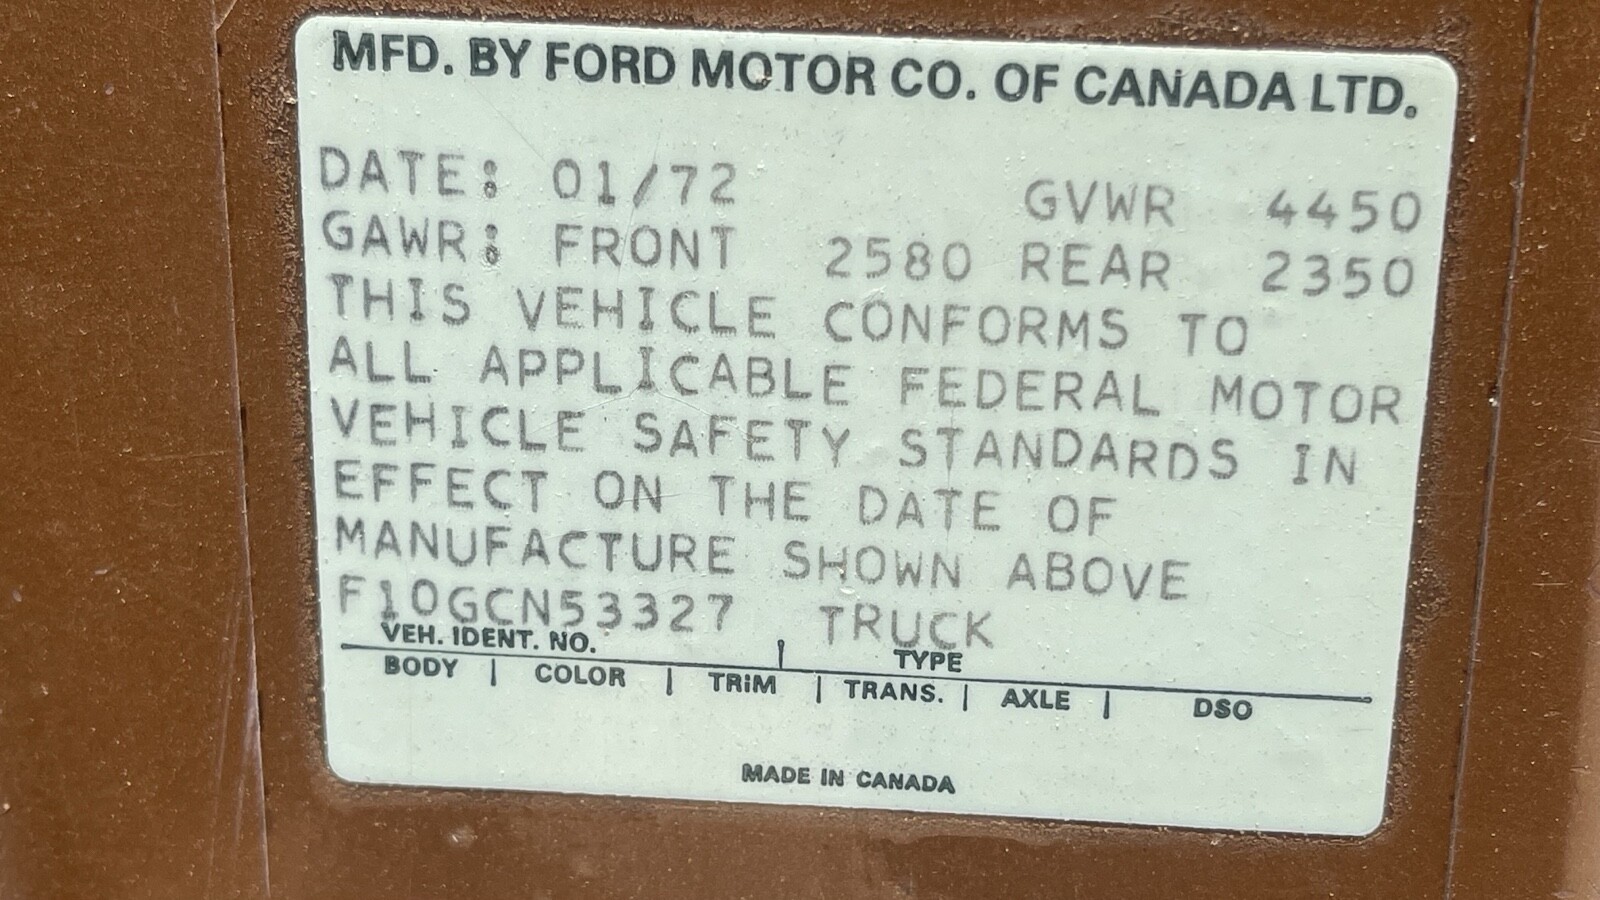 MFD. BY FORD MOTOR CO. OF CANADA LTD.
DATE: 01/72 GVWR 4450
GAWR: FRONT 2580 REAR 2350
THIS VEHICLE CONFORMS TO
ALL APPLICABLE FEDERAL MOTOR
VEHICLE SAFETY STANDARDS IN
EFFECT ON THE DATE OF
MANUFACTURE SHOWN ABOVE
F10GCN53327 TRUCK
VEH. IDENT. NO. | TYPE
BODY | COLOR | TRIM | TRANS. | AXLE | DSO
MADE IN CANADA